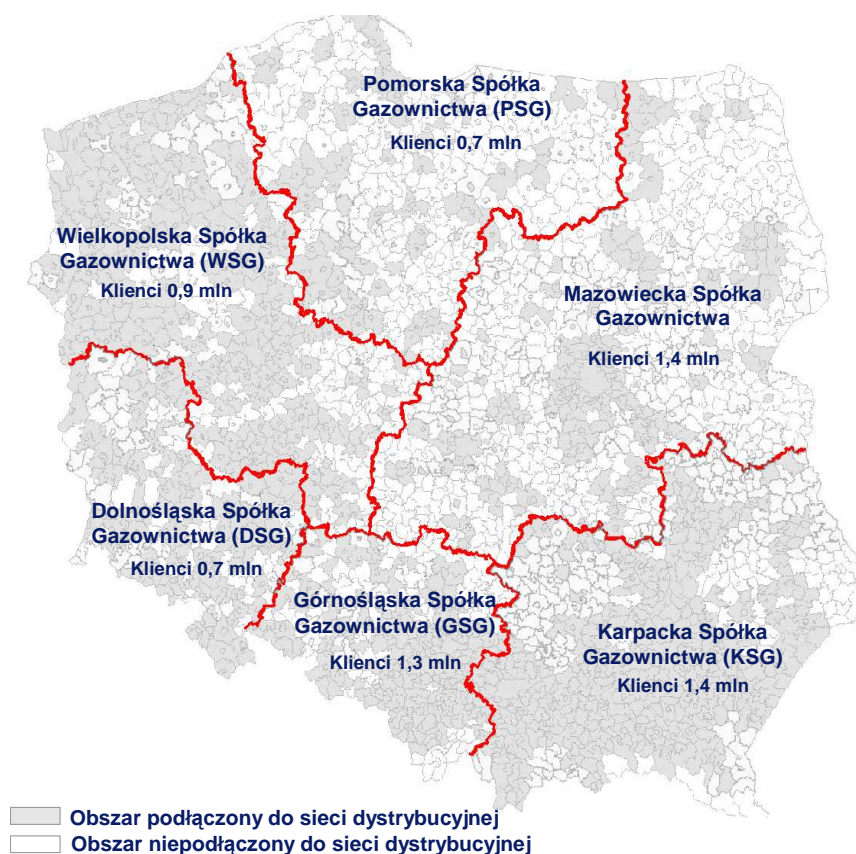 Pomorska Spółka
Gazownictwa (PSG)
Klienci 0,7 mln
Wielkopolska Spółka
Gazownictwa (WSG)
Klienci 0,9 mln
Mazowiecka Spółka
Gazownictwa
Klienci 1,4 mln
Dolnośląska Spółka
Gazownictwa (DSG)
Klienci 0,7 mln
Górnośląska Spółka
Gazownictwa (GSG)
Klienci 1,3 mln
Karpacka Spółka
Gazownictwa (KSG)
Klienci 1,4 mln
Obszar podłączony do sieci dystrybucyjnej
Obszar niepodłączony do sieci dystrybucyjnej